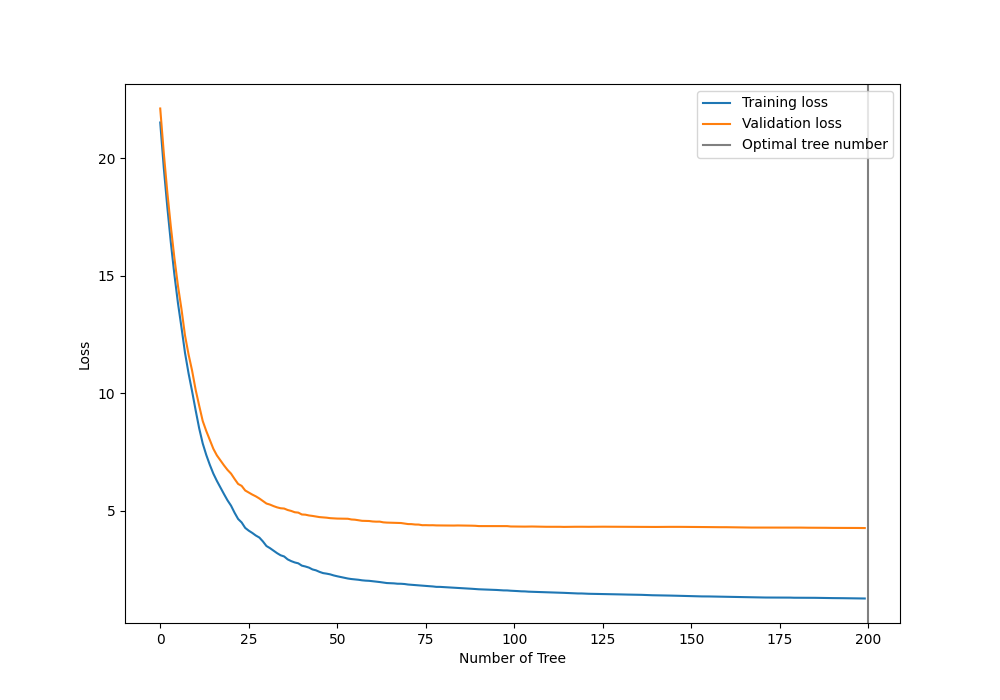 Training loss
Validation loss
Optimal tree number
20
15
10
5
Loss
0 25 50 75 100 125 150 175 200
Number of Tree